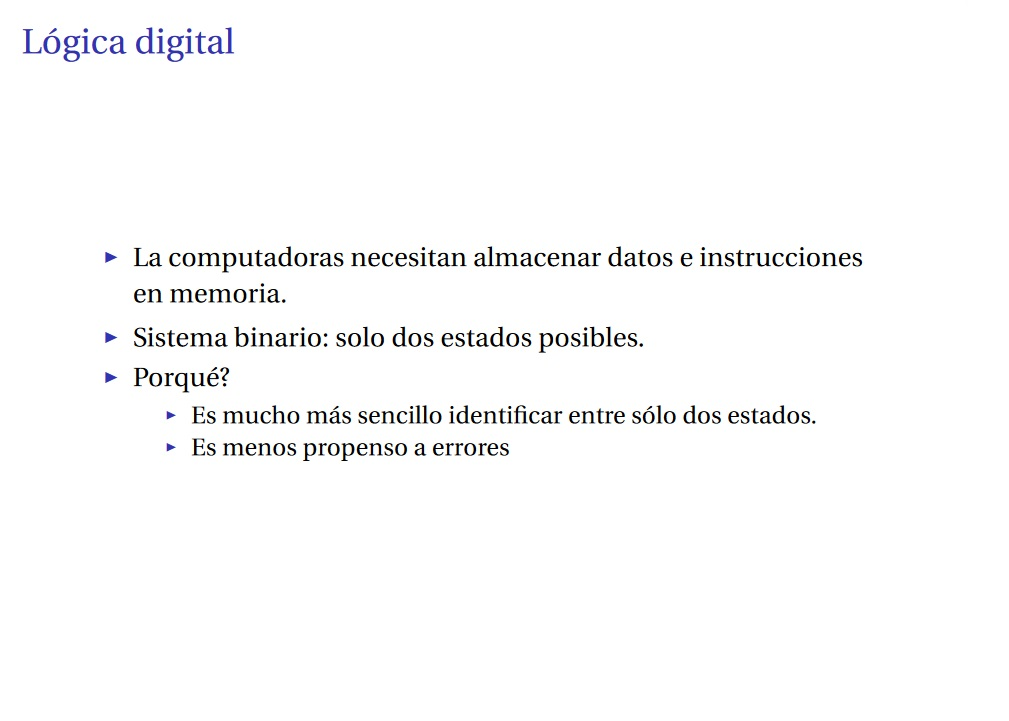 Lógica digital
▶ La computadoras necesitan almacenar datos e instrucciones
en memoria.
▶ Sistema binario: solo dos estados posibles.
▶ Porqué?
▶ Es mucho más sencillo identificar entre sólo dos estados.
▶ Es menos propenso a errores